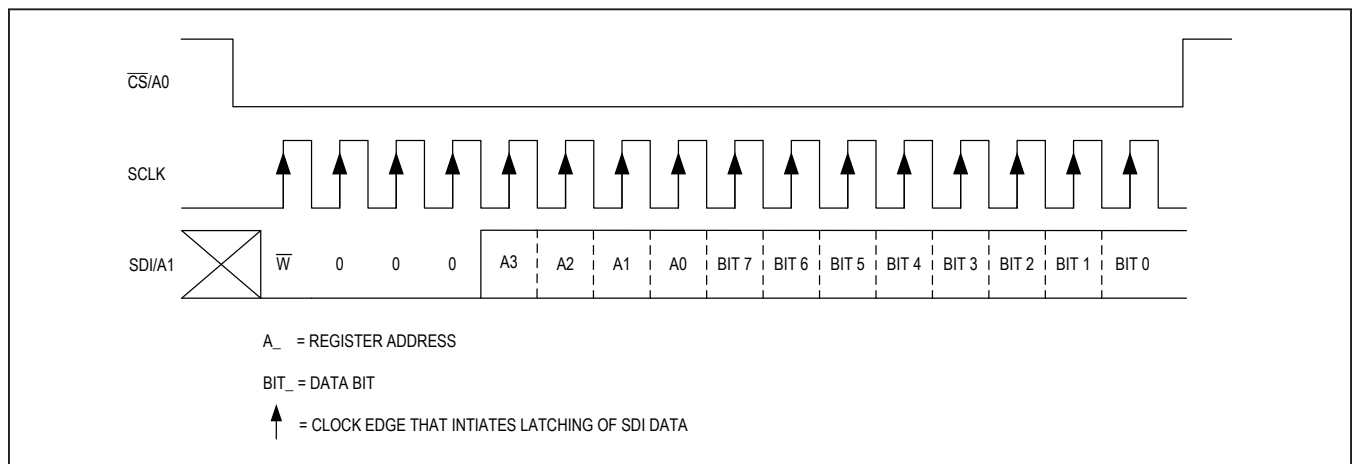 C̅S̅/A0
SCLK
SDI/A1 W̅ 0 0 0 A3 A2 A1 A0 BIT 7 BIT 6 BIT 5 BIT 4 BIT 3 BIT 2 BIT 1 BIT 0
A_ = REGISTER ADDRESS
BIT_ = DATA BIT
= CLOCK EDGE THAT INTIATES LATCHING OF SDI DATA